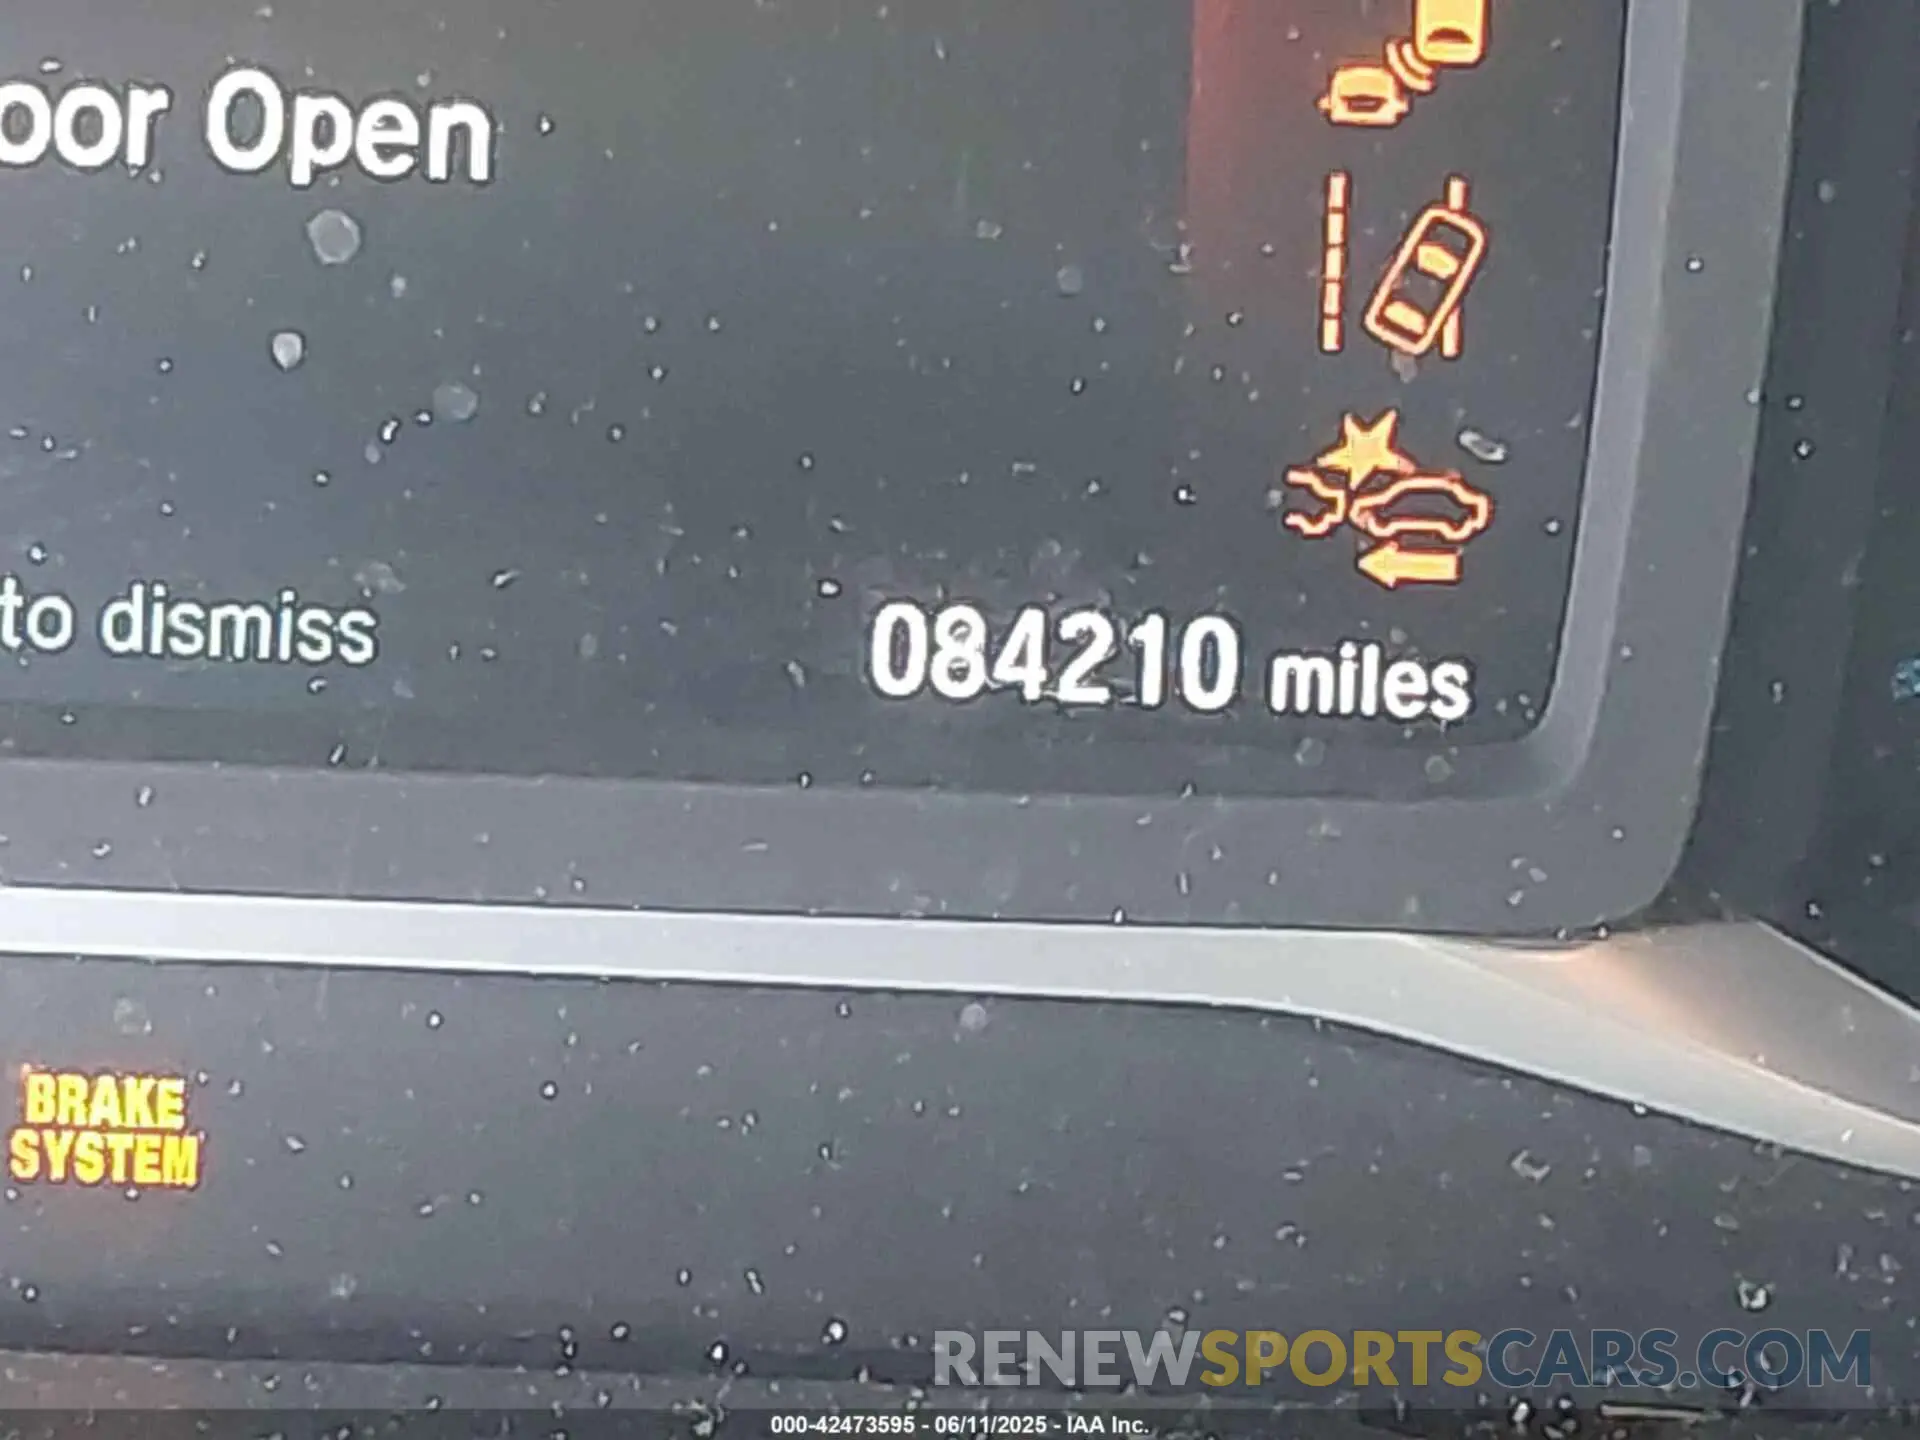 oor Open
to dismiss
084210 miles
BRAKE
SYSTEM
RENEWSPORTSCARS.COM
000-42473595 - 06/11/2025 - IAA Inc.